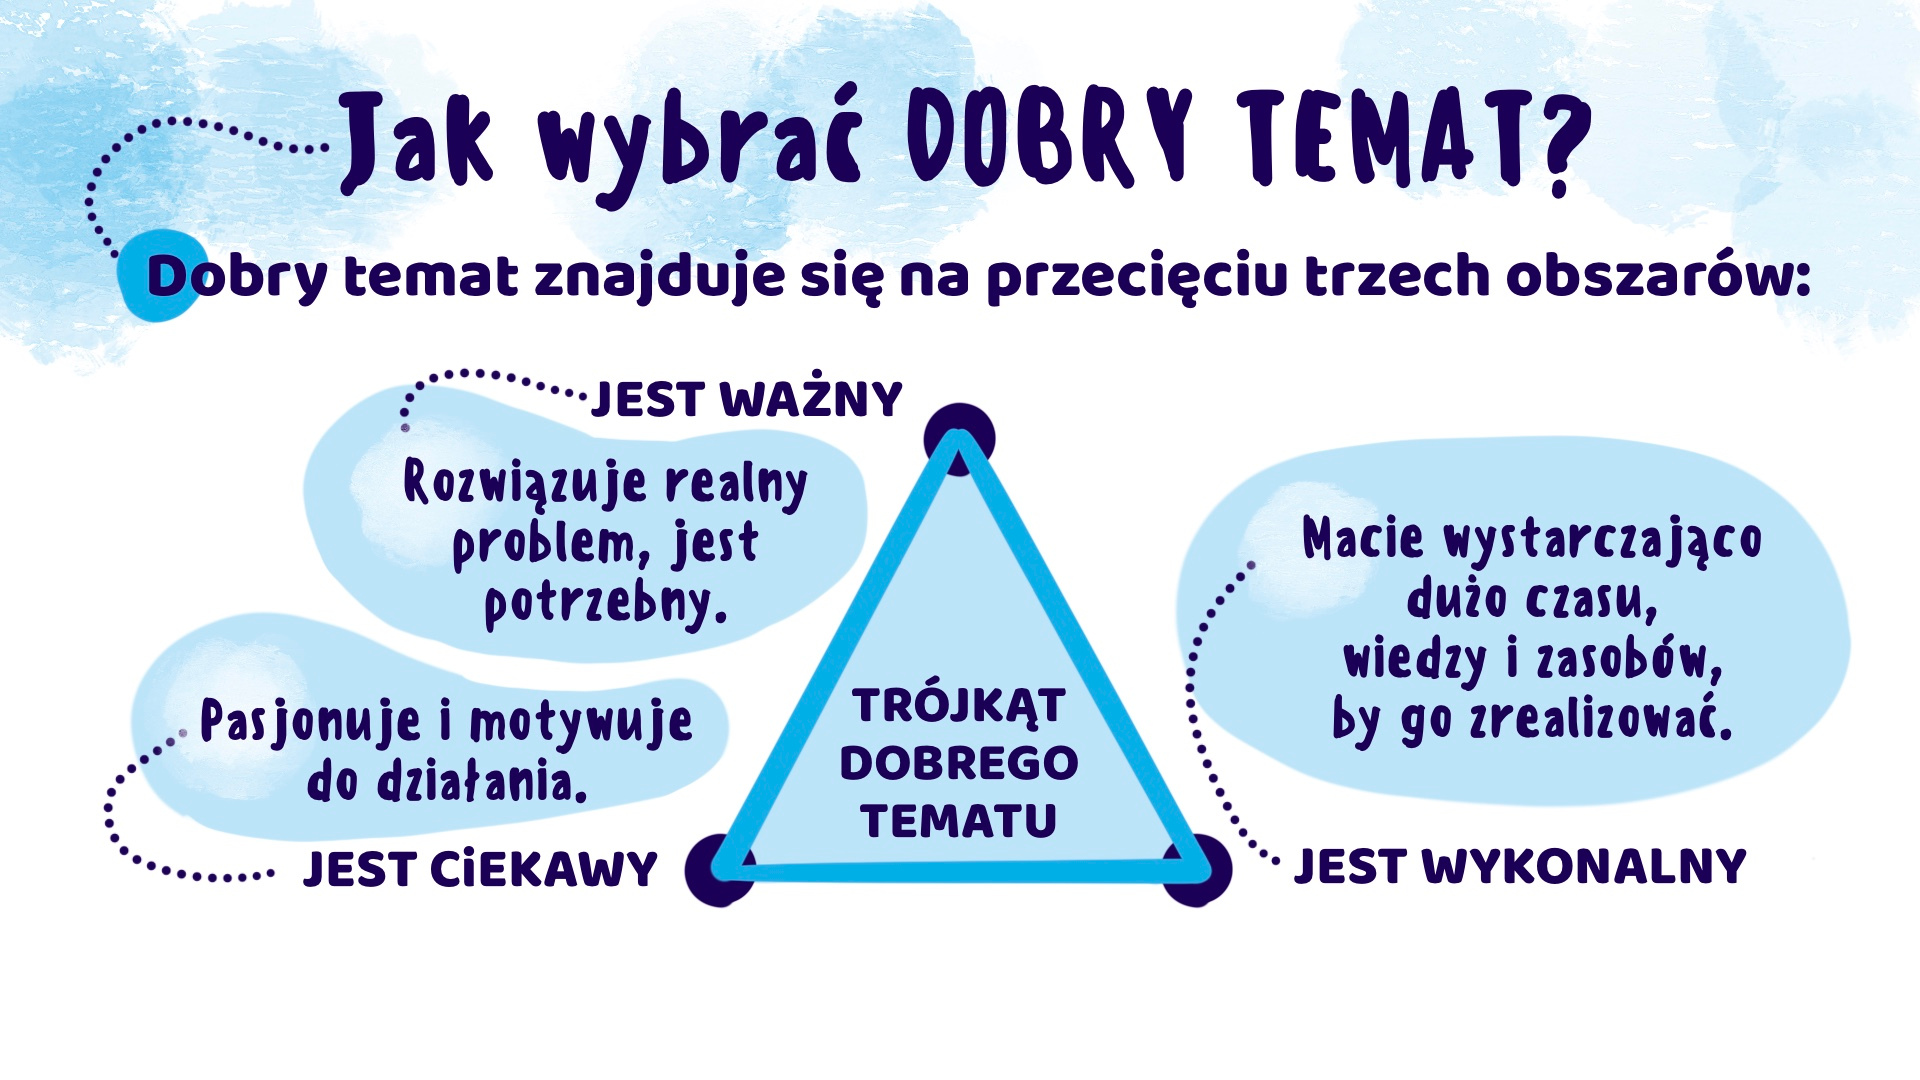 Jak wybrać DOBRY TEMAT?
Dobry temat znajduje się na przecięciu trzech obszarów:
JEST WAŻNY
Rozwiązuje realny
problem, jest
potrzebny.
Pasjonuje i motywuje
do działania.
JEST CiEKAWY
TRÓJKĄT
DOBREGO
TEMATU
Macie wystarczająco
dużo czasu,
wiedzy i zasobów,
by go zrealizować.
JEST WYKONALNY